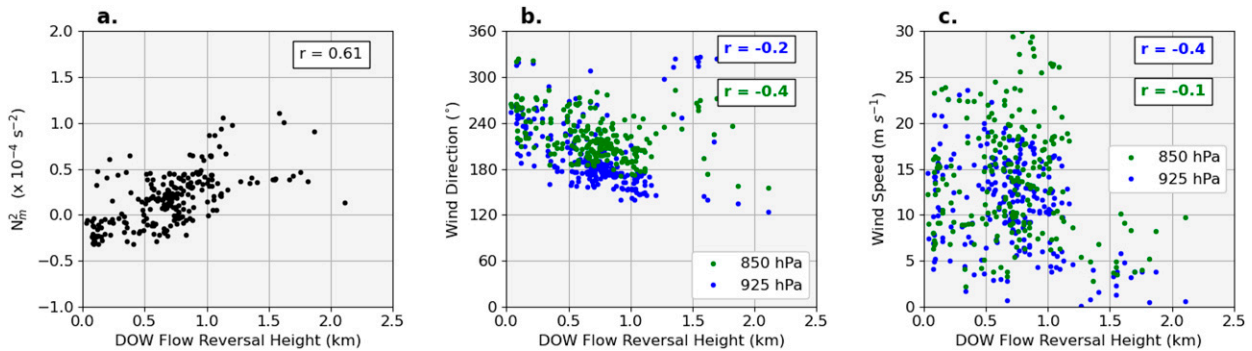 a.
2.0
1.5
1.0
0.5
0.0
−0.5
−1.0
N²ₘ (x 10⁻⁴ s⁻²)
r = 0.61
0.0 0.5 1.0 1.5 2.0 2.5
DOW Flow Reversal Height (km)
b.
360
300
240
180
120
60
0
Wind Direction (°)
r = -0.2
r = -0.4
850 hPa
925 hPa
0.0 0.5 1.0 1.5 2.0 2.5
DOW Flow Reversal Height (km)
c.
30
25
20
15
10
5
0
Wind Speed (m s⁻¹)
r = -0.4
r = -0.1
850 hPa
925 hPa
0.0 0.5 1.0 1.5 2.0 2.5
DOW Flow Reversal Height (km)